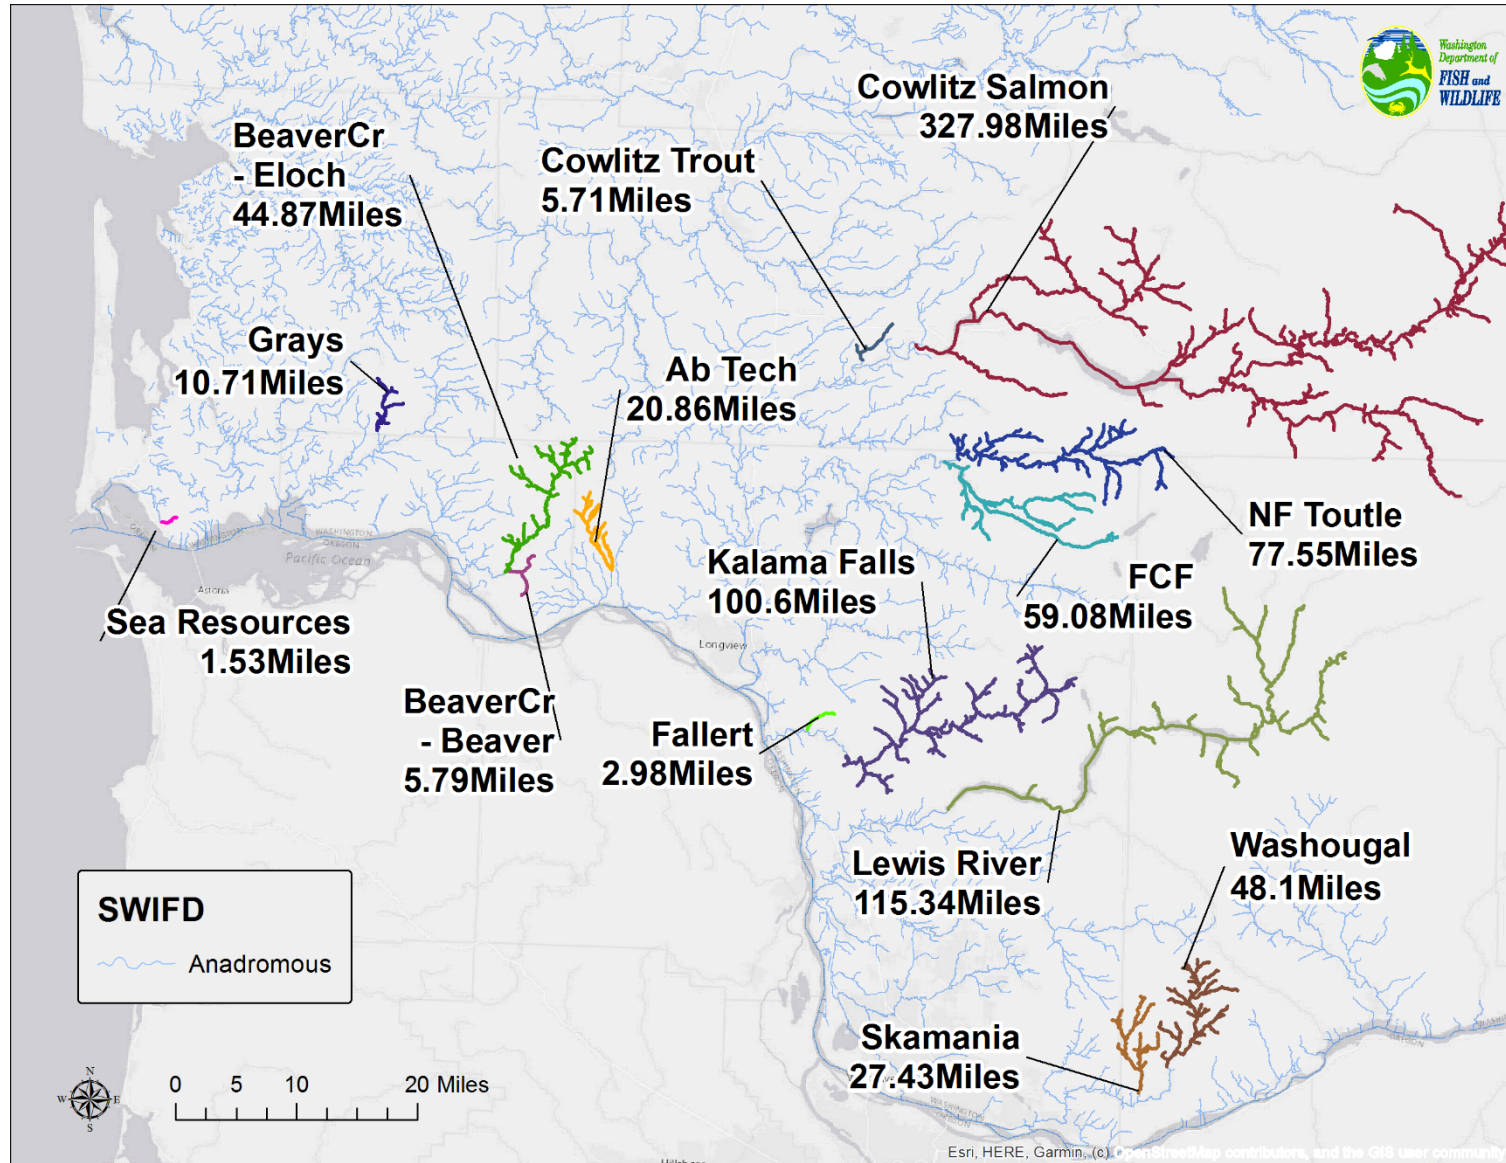 Washington
Department of
FISH and
WILDLIFE
Cowlitz Salmon
327.98Miles
BeaverCr
- Eloch
44.87Miles
Cowlitz Trout
5.71Miles
Grays
10.71Miles
Ab Tech
20.86Miles
NF Toutle
77.55Miles
Kalama Falls
100.6Miles
FCF
59.08Miles
WASHINGTON
OREGON
Pacific Ocean
Astoria
Sea Resources
1.53Miles
Longview
BeaverCr
- Beaver
5.79Miles
Fallert
2.98Miles
Lewis River
115.34Miles
Washougal
48.1Miles
SWIFD
Anadromous
Skamania
27.43Miles
WASHINGTON
OREGON
N
W E
S
0 5 10 20 Miles
Esri, HERE, Garmin, (c) OpenStreetMap contributors, and the GIS user community